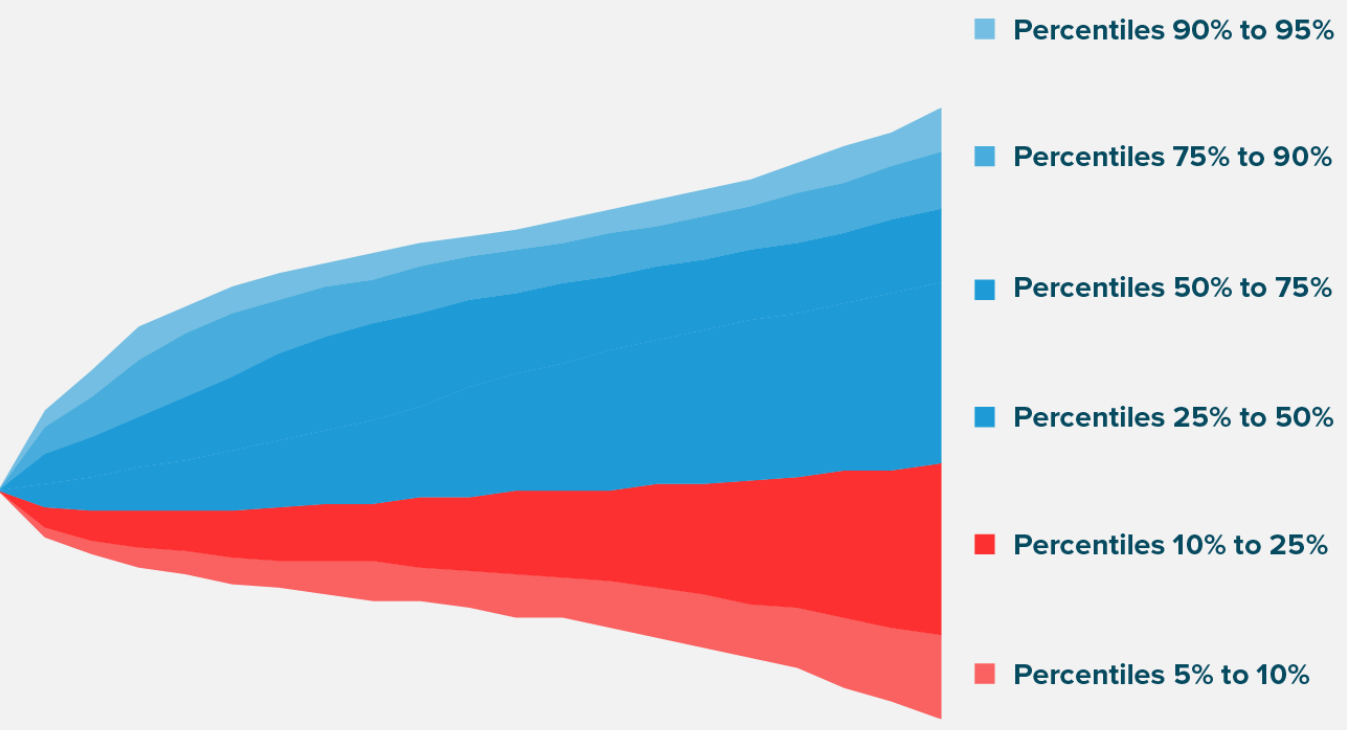 Percentiles 90% to 95%
Percentiles 75% to 90%
Percentiles 50% to 75%
Percentiles 25% to 50%
Percentiles 10% to 25%
Percentiles 5% to 10%